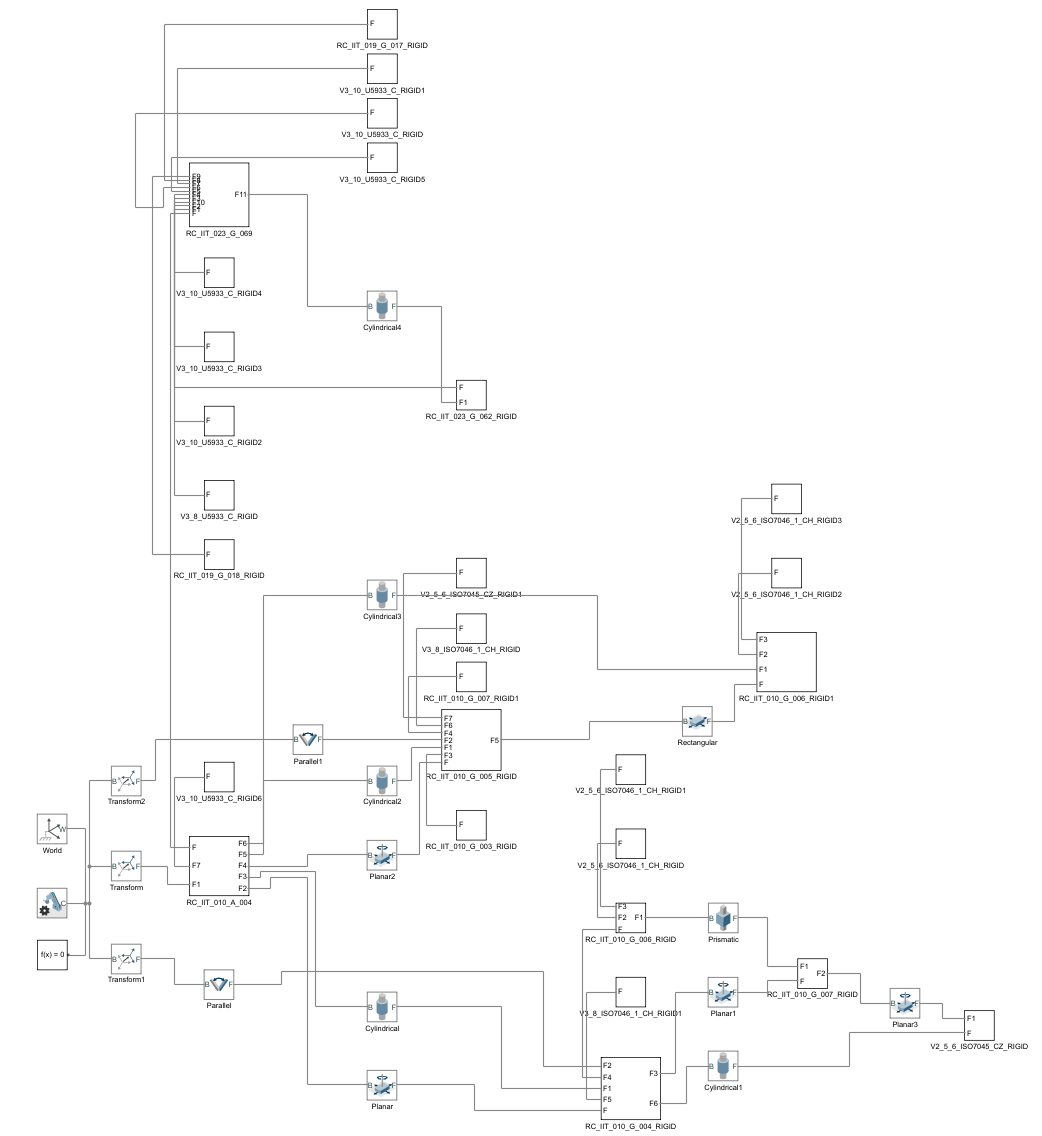 F
RC_IIT_019_G_017_RIGID
F
V3_10_U5933_C_RIGID1
F
V3_10_U5933_C_RIGID
F
V3_10_U5933_C_RIGID5
F11
RC_IIT_023_G_069
F
V3_10_U5933_C_RIGID4
B F
Cylindrical4
F
V3_10_U5933_C_RIGID3
F
F1
RC_IIT_023_G_062_RIGID
F
V3_10_U5933_C_RIGID2
F
V3_8_U5933_C_RIGID
F
V2_5_6_ISO7046_1_CH_RIGID3
F
RC_IIT_019_G_018_RIGID
F
V2_5_6_ISO7045_CZ_RIGID1
F
V2_5_6_ISO7046_1_CH_RIGID2
B F
Cylindrical3
F
V3_8_ISO7046_1_CH_RIGID
F3
F2
F1
F
RC_IIT_010_G_006_RIGID1
F
RC_IIT_010_G_007_RIGID1
F7
F6
F4
F2
F1
F3
F
F5
RC_IIT_010_G_005_RIGID
B F
Rectangular
B F
Parallel1
B F
Transform2
F
V3_10_U5933_C_RIGID6
B F
Cylindrical2
F
V2_5_6_ISO7046_1_CH_RIGID1
W
World
F
RC_IIT_010_G_003_RIGID
F
V2_5_6_ISO7046_1_CH_RIGID
B F
Transform
F
F7
F1
F6
F5
F4
F3
F2
RC_IIT_010_A_004
B F
Planar2
C
f(x) = 0
F3
F2
F
F1
RC_IIT_010_G_006_RIGID
B F
Prismatic
B F
Transform1
B F
Parallel
F1
F
F2
RC_IIT_010_G_007_RIGID
B F
Cylindrical
F
V3_8_ISO7046_1_CH_RIGID1
B F
Planar1
B F
Planar3
F1
F
V2_5_6_ISO7045_CZ_RIGID
B F
Planar
F2
F4
F1
F5
F
F3
F6
RC_IIT_010_G_004_RIGID
B F
Cylindrical1